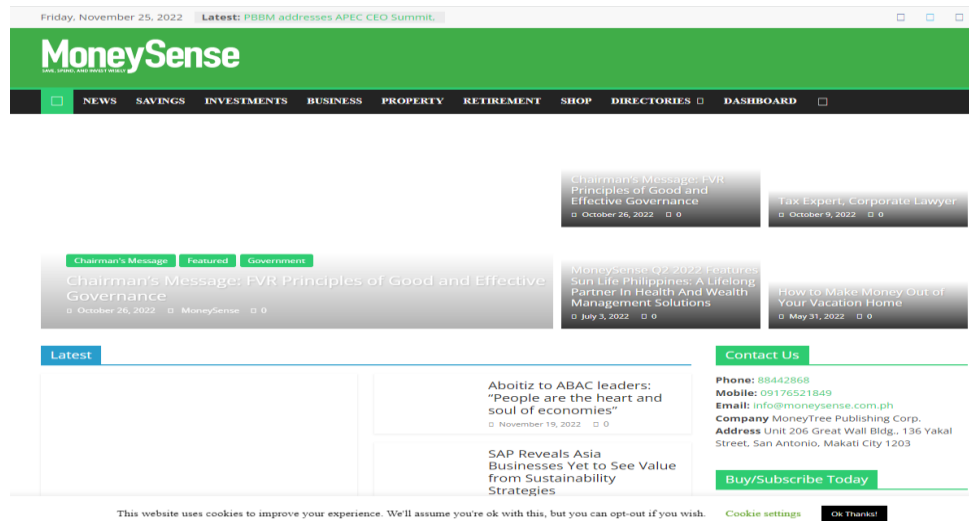 Friday, November 25, 2022 Latest: PBBM addresses APEC CEO Summit.
MoneySense
SAVE, SPEND, AND INVEST WISELY
NEWS SAVINGS INVESTMENTS BUSINESS PROPERTY RETIREMENT SHOP DIRECTORIES DASHBOARD
Chairman's Message Featured Government
Chairman's Message: FVR Principles of Good and Effective
Governance
October 26, 2022 MoneySense 0
Chairman's Message: FVR
Principles of Good and
Effective Governance
October 26, 2022 0
Tax Expert, Corporate Lawyer
October 9, 2022 0
MoneySense Q2 2022 Features
Sun Life Philippines: A Lifelong
Partner In Health And Wealth
Management Solutions
July 3, 2022 0
How to Make Money Out of
Your Vacation Home
May 31, 2022 0
Latest
Aboitiz to ABAC leaders:
“People are the heart and
soul of economies”
November 19, 2022 0
SAP Reveals Asia
Businesses Yet to See Value
from Sustainability
Strategies
Contact Us
Phone: 88442868
Mobile: 09176521849
Email: info@moneysense.com.ph
Company MoneyTree Publishing Corp.
Address Unit 206 Great Wall Bldg., 136 Yakal
Street, San Antonio, Makati City 1203
Buy/Subscribe Today
This website uses cookies to improve your experience. We'll assume you're ok with this, but you can opt-out if you wish. Cookie settings Ok Thanks!